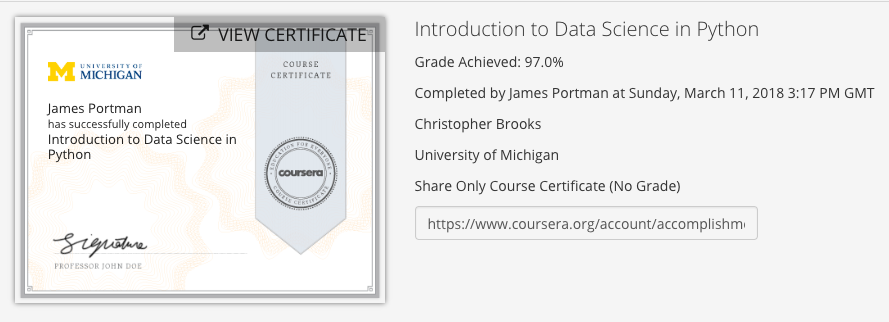 VIEW CERTIFICATE
UNIVERSITY OF
MICHIGAN
COURSE
CERTIFICATE
James Portman
has successfully completed
Introduction to Data Science in
Python
EDUCATION FOR EVERYONE
coursera
COURSE CERTIFICATE
Signature
PROFESSOR JOHN DOE
Introduction to Data Science in Python
Grade Achieved: 97.0%
Completed by James Portman at Sunday, March 11, 2018 3:17 PM GMT
Christopher Brooks
University of Michigan
Share Only Course Certificate (No Grade)
https://www.coursera.org/account/accomplishm